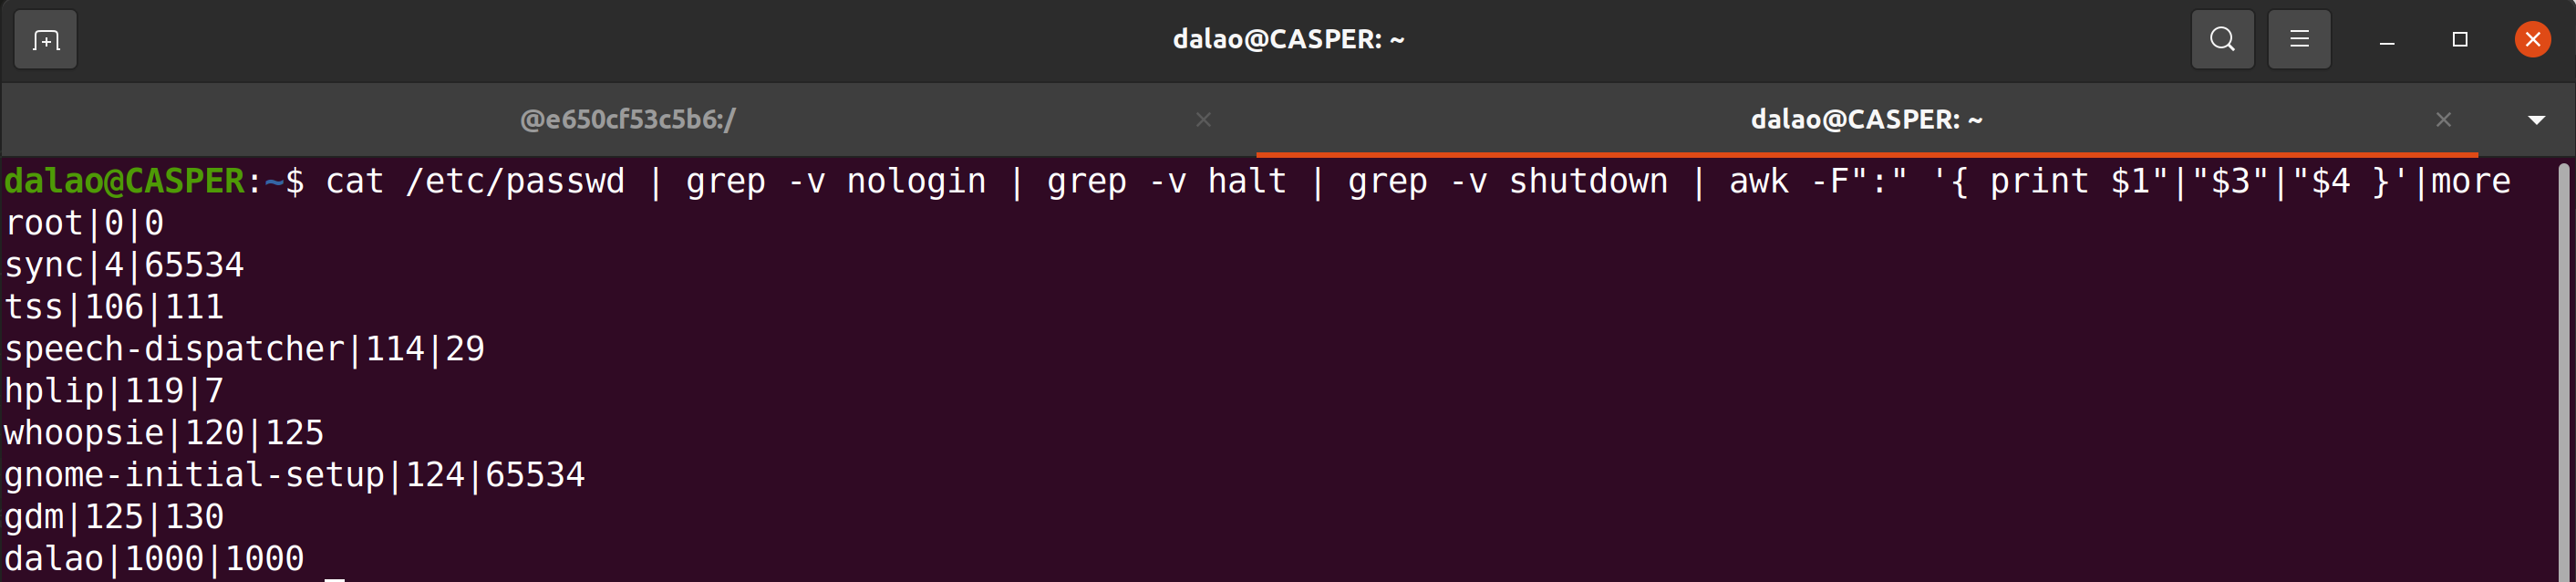 dalao@CASPER: ~
@e650cf53c5b6:/
dalao@CASPER: ~
dalao@CASPER:~$ cat /etc/passwd | grep -v nologin | grep -v halt | grep -v shutdown | awk -F":" '{ print $1"|"$3"|"$4 }'|more
root|0|0
sync|4|65534
tss|106|111
speech-dispatcher|114|29
hplip|119|7
whoopsie|120|125
gnome-initial-setup|124|65534
gdm|125|130
dalao|1000|1000